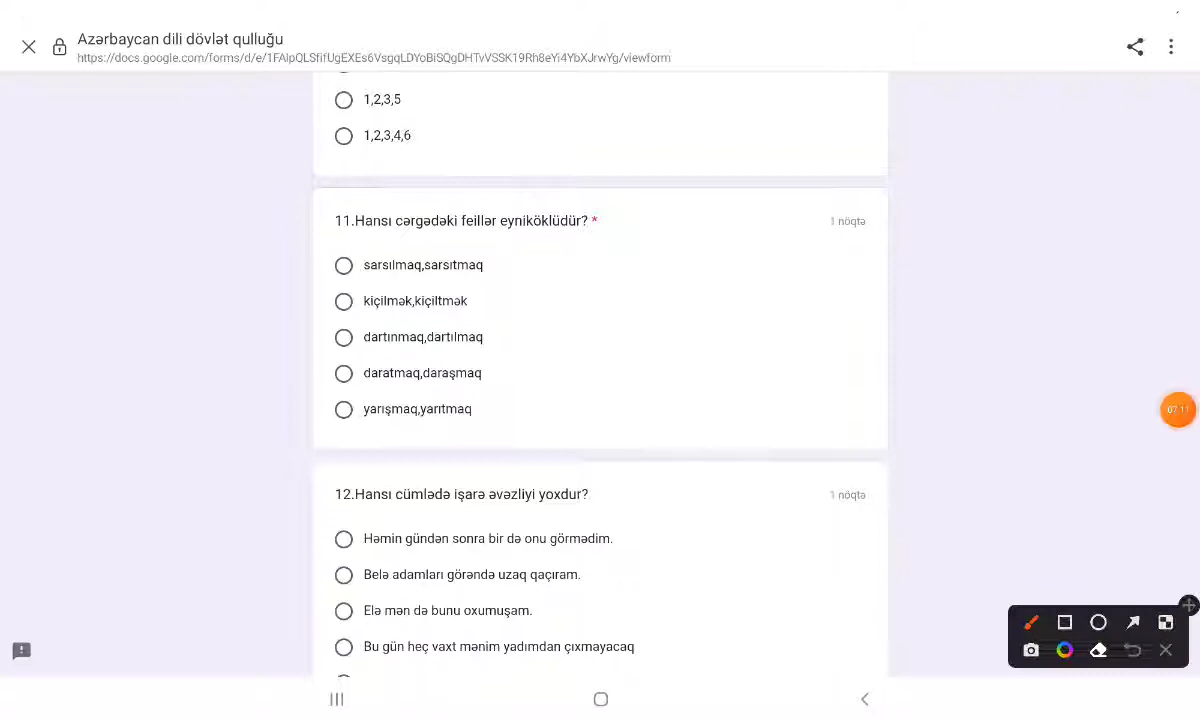 Azərbaycan dili dövlət qulluğu
https://docs.google.com/forms/d/e/1FAIpQLSfifUgEXEs6VsgqLDYoBiSQgDHTvVSSK19Rh8eYi4YbXJrwYg/viewform
1,2,3,5
1,2,3,4,6
11.Hansı cərgədəki feillər eyniköklüdür? *
1 nöqtə
sarsılmaq,sarsıtmaq
kiçilmək,kiçiltmək
dartınmaq,dartılmaq
daratmaq,daraşmaq
yarışmaq,yarıtmaq
07:11
12.Hansı cümlədə işarə əvəzliyi yoxdur?
1 nöqtə
Həmin gündən sonra bir də onu görmədim.
Belə adamları görəndə uzaq qaçıram.
Elə mən də bunu oxumuşam.
Bu gün heç vaxt mənim yadımdan çıxmayacaq